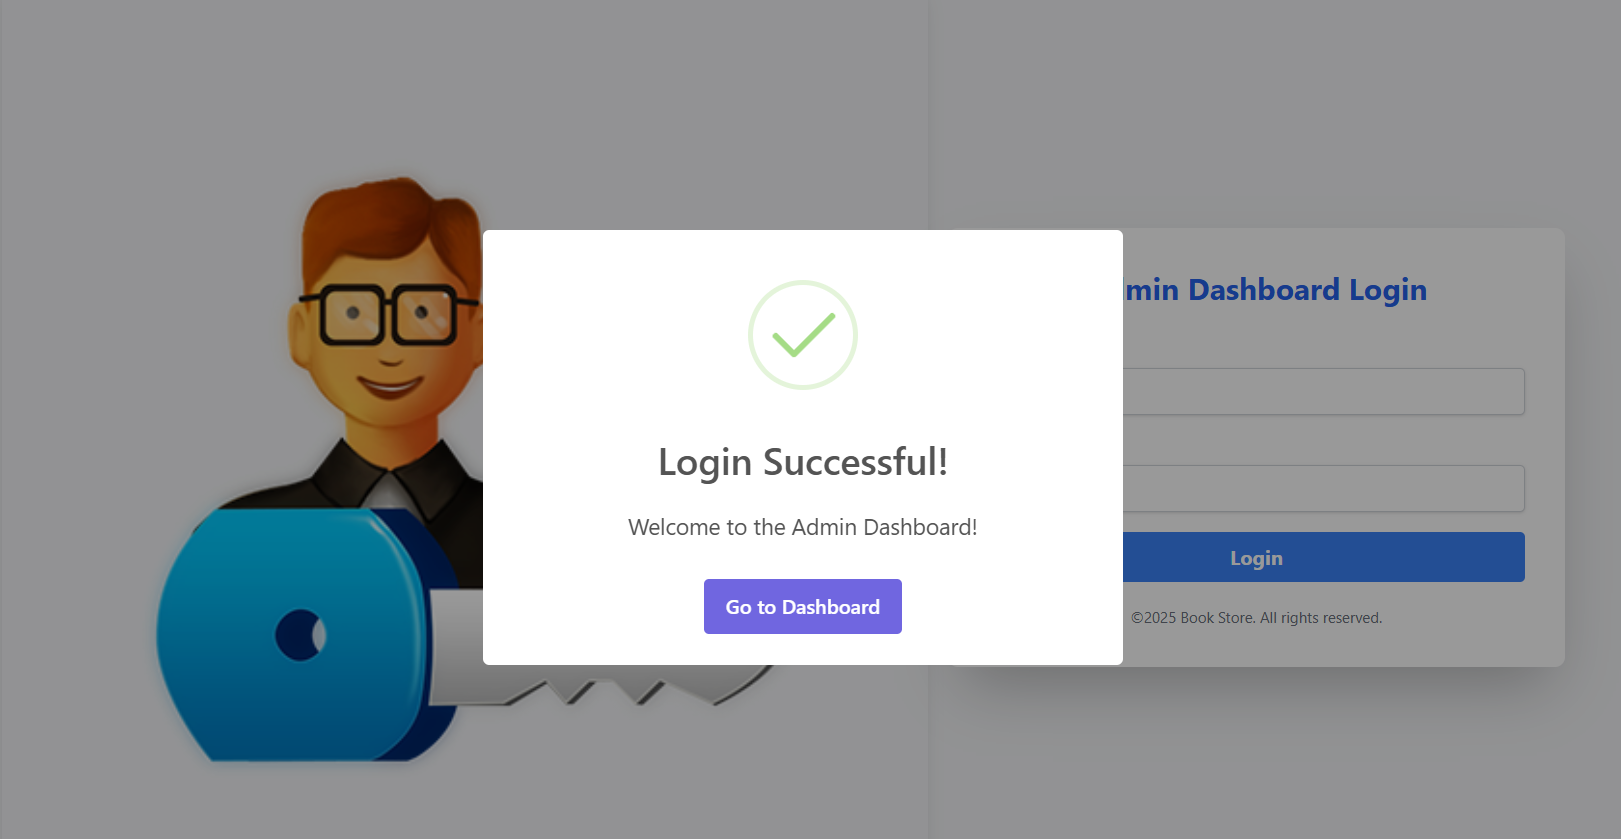 Login Successful!
Welcome to the Admin Dashboard!
Go to Dashboard
Dashboard Login
Login
©2025 Book Store. All rights reserved.